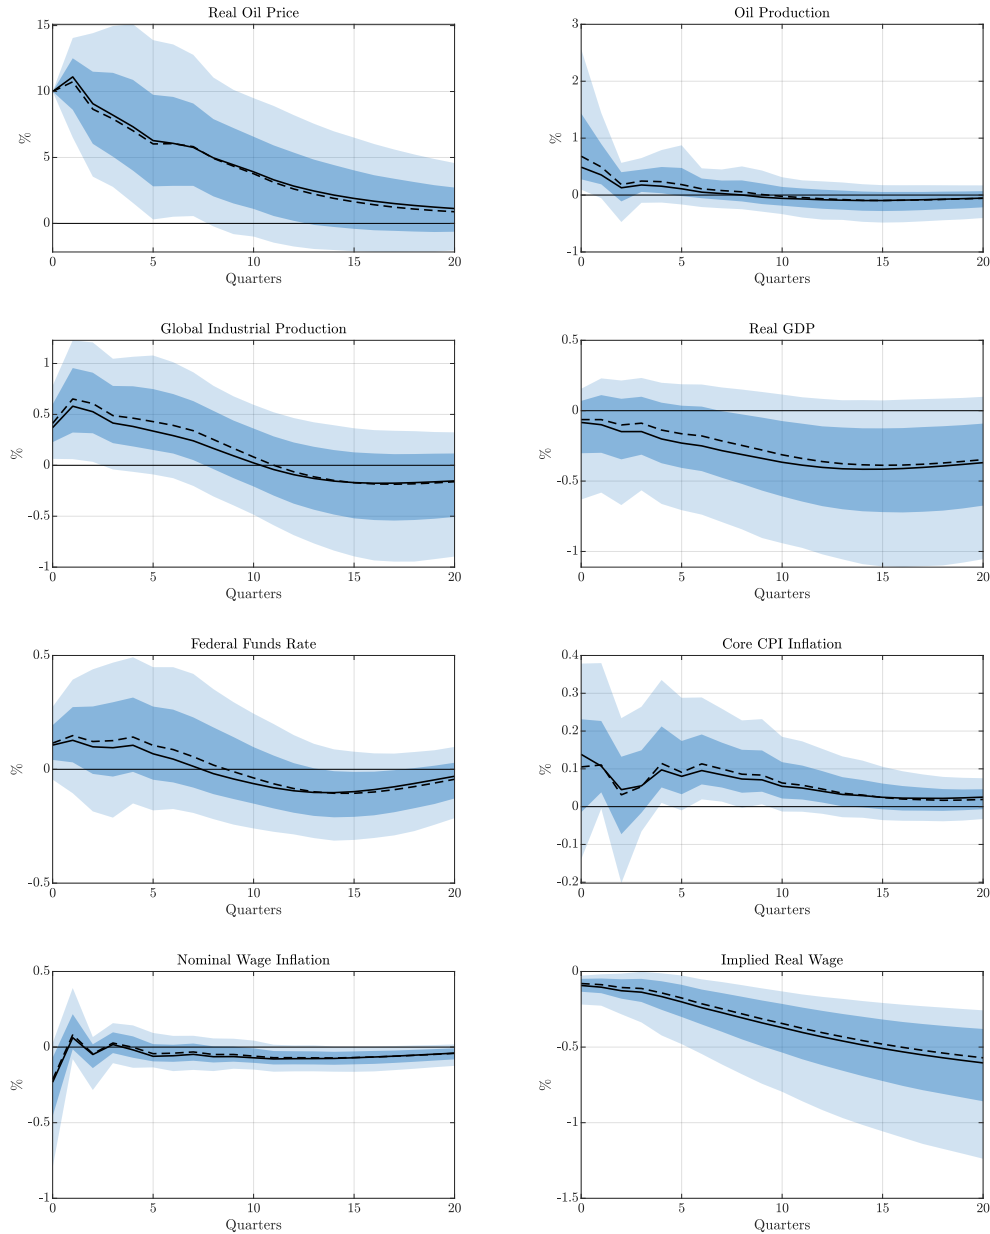 Real Oil Price
15
10
5
0
%
0 5 10 15 20
Quarters
Oil Production
3
2
1
0
-1
%
0 5 10 15 20
Quarters
Global Industrial Production
1
0.5
0
-0.5
-1
%
0 5 10 15 20
Quarters
Real GDP
0.5
0
-0.5
-1
%
0 5 10 15 20
Quarters
Federal Funds Rate
0.5
0
-0.5
%
0 5 10 15 20
Quarters
Core CPI Inflation
0.4
0.3
0.2
0.1
0
-0.1
-0.2
%
0 5 10 15 20
Quarters
Nominal Wage Inflation
0.5
0
-0.5
-1
%
0 5 10 15 20
Quarters
Implied Real Wage
0
-0.5
-1
-1.5
%
0 5 10 15 20
Quarters